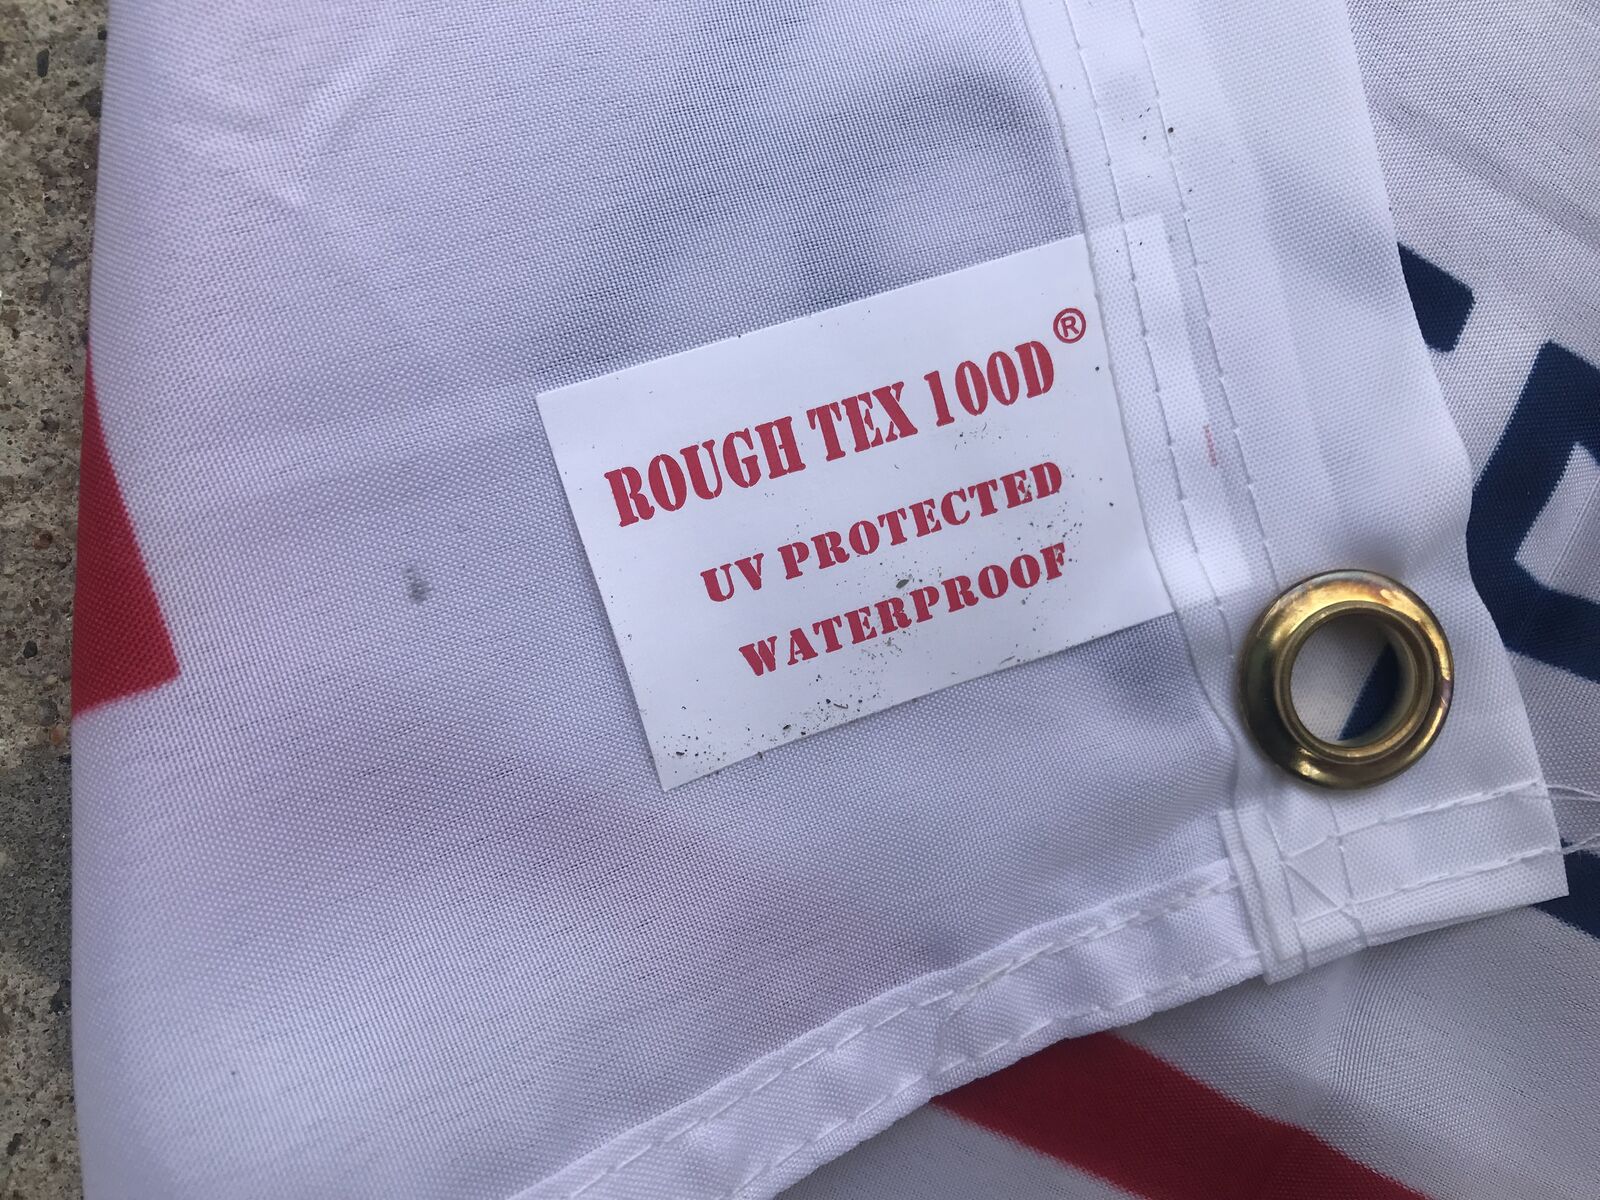 ROUGH TEX 100D®
UV PROTECTED
WATERPROOF